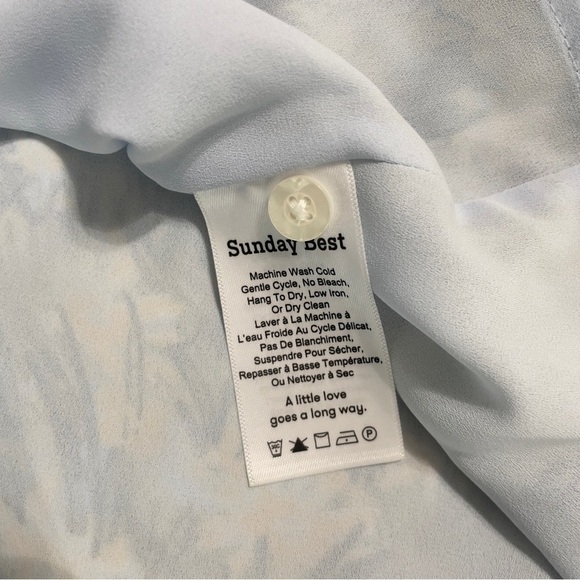 Sunday Best
Machine Wash Cold
Gentle Cycle, No Bleach,
Hang To Dry, Low Iron,
Or Dry Clean
Laver à La Machine à
L'eau Froide Au Cycle Délicat,
Pas De Blanchiment,
Suspendre Pour Sécher,
Repasser à Basse Température,
Ou Nettoyer à Sec
A little love
goes a long way.
P